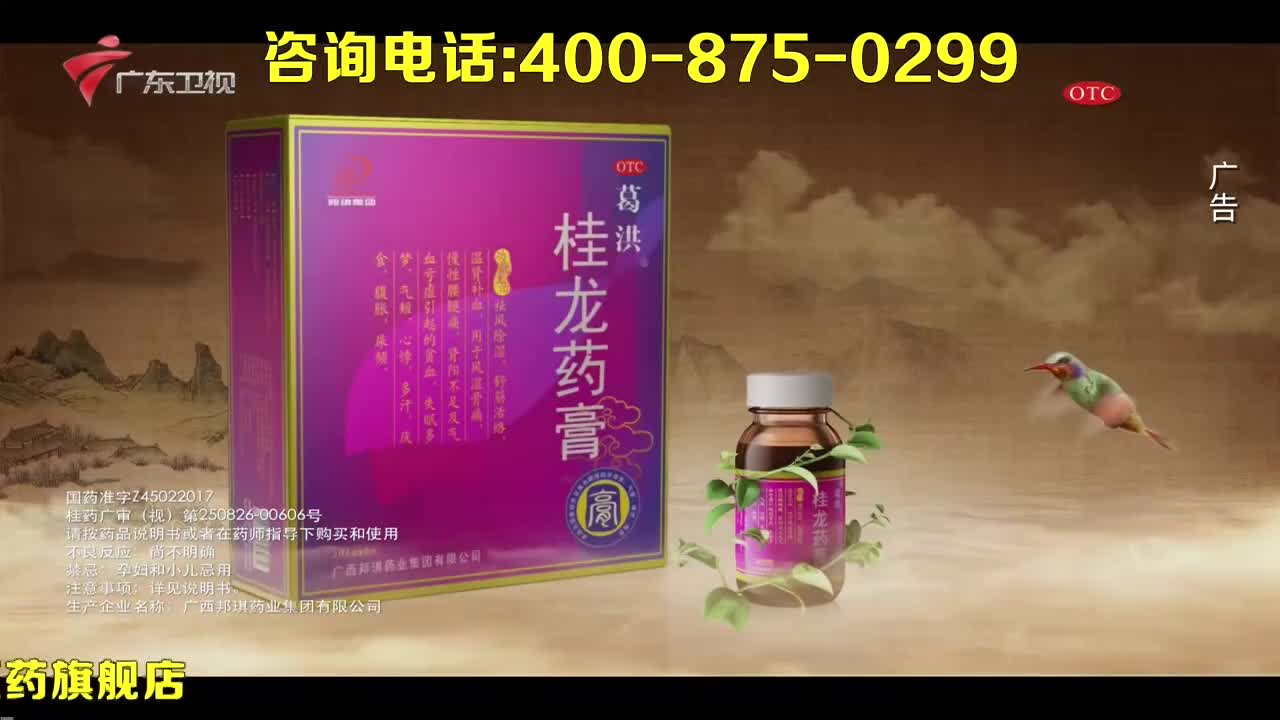 咨询电话:400-875-0299
广东卫视
OTC
广告
邦琪集团
OTC
葛洪
桂龙药膏
祛风除湿，舒筋活络，
温肾补血。用于风湿骨痛，
慢性腰腿痛，肾阳不足及气
血亏虚引起的贫血，失眠多
梦，气短，心悸，多汗，厌
食，腹胀，尿频。
膏
广西邦琪药业集团有限公司
桂龙药膏
国药准字Z45022017
桂药广审（视）第250826-00606号
请按药品说明书或者在药师指导下购买和使用
不良反应：尚不明确
禁忌：孕妇和小儿忌用
注意事项：详见说明书
生产企业名称：广西邦琪药业集团有限公司
药旗舰店